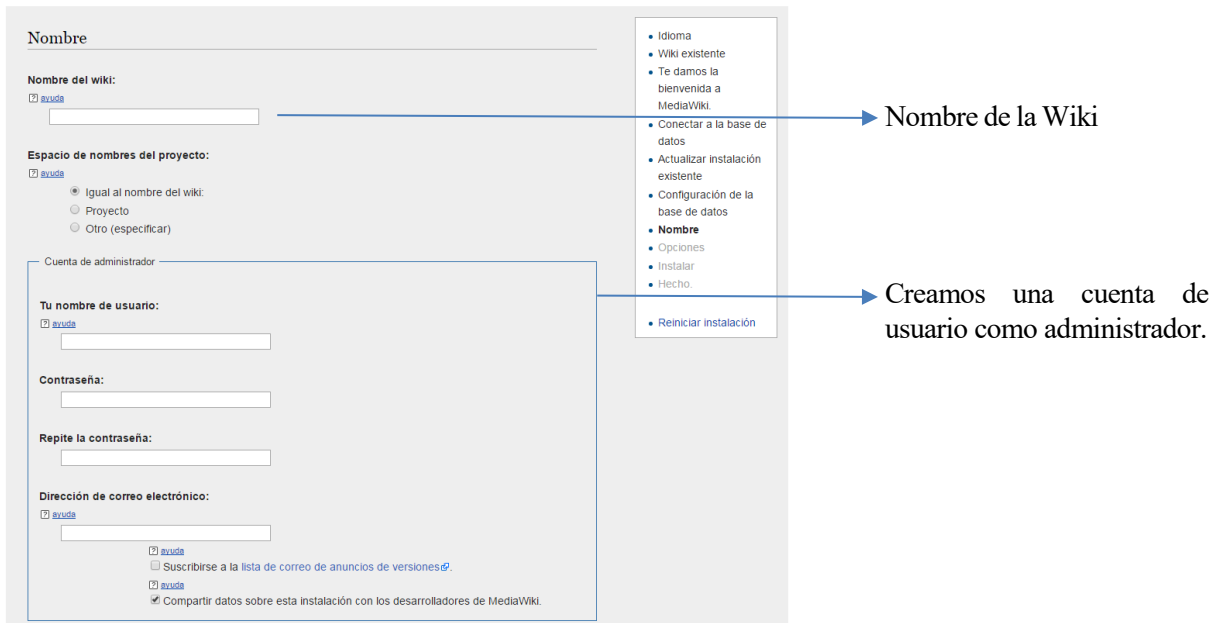 Nombre
Nombre del wiki:
? ayuda
Espacio de nombres del proyecto:
? ayuda
Igual al nombre del wiki:
Proyecto
Otro (especificar)
Cuenta de administrador
Tu nombre de usuario:
? ayuda
Contraseña:
Repite la contraseña:
Dirección de correo electrónico:
? ayuda
? ayuda
Suscribirse a la lista de correo de anuncios de versiones.
? ayuda
Compartir datos sobre esta instalación con los desarrolladores de MediaWiki.
Idioma
Wiki existente
Te damos la
bienvenida a
MediaWiki.
Conectar a la base de
datos
Actualizar instalación
existente
Configuración de la
base de datos
Nombre
Opciones
Instalar
Hecho.
Reiniciar instalación
Nombre de la Wiki
Creamos una cuenta de
usuario como administrador.